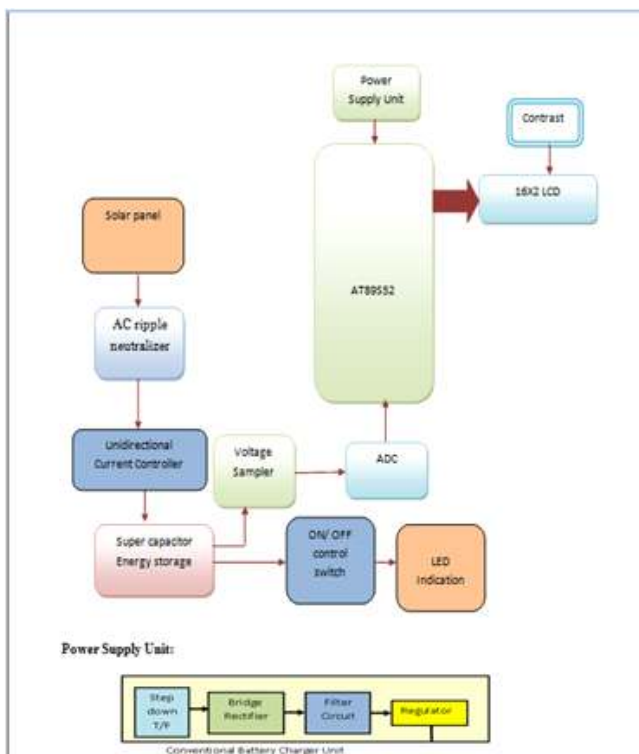 Power
Supply Unit
Contrast
16X2 LCD
Solar panel
AT89S52
AC ripple
neutralizer
Unidirectional
Current Controller
Voltage
Sampler
ADC
Super capacitor
Energy storage
ON/ OFF
control
switch
LED
Indication
Power Supply Unit:
Step
down
T/F
Bridge
Rectifier
Filter
Circuit
Regulator
Conventional Battery Charger Unit